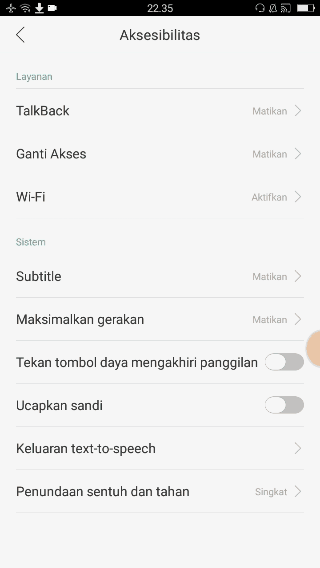 22.35
Aksesibilitas
Layanan
TalkBack Matikan
Ganti Akses Matikan
Wi-Fi Aktifkan
Sistem
Subtitle Matikan
Maksimalkan gerakan Matikan
Tekan tombol daya mengakhiri panggilan
Ucapkan sandi
Keluaran text-to-speech
Penundaan sentuh dan tahan Singkat